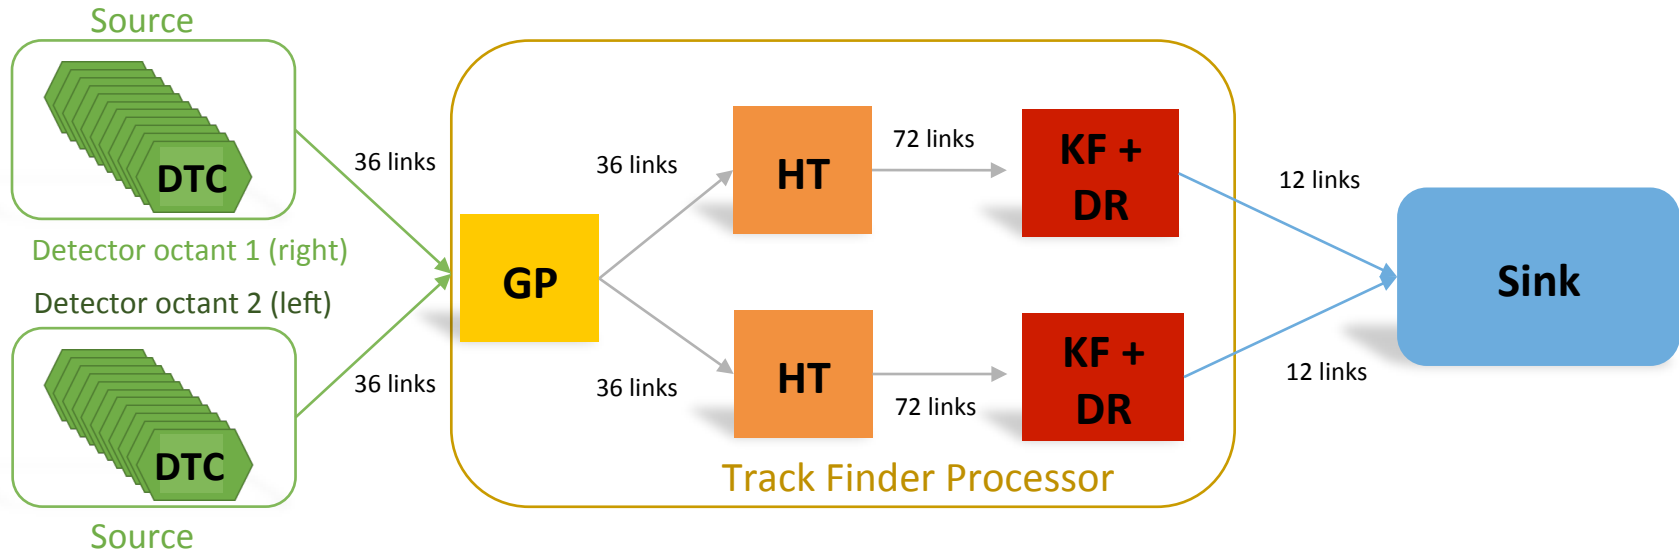 Source
DTC
Detector octant 1 (right)
Detector octant 2 (left)
DTC
Source
36 links
36 links
GP
36 links
36 links
HT
HT
72 links
72 links
KF +
DR
KF +
DR
Track Finder Processor
12 links
12 links
Sink